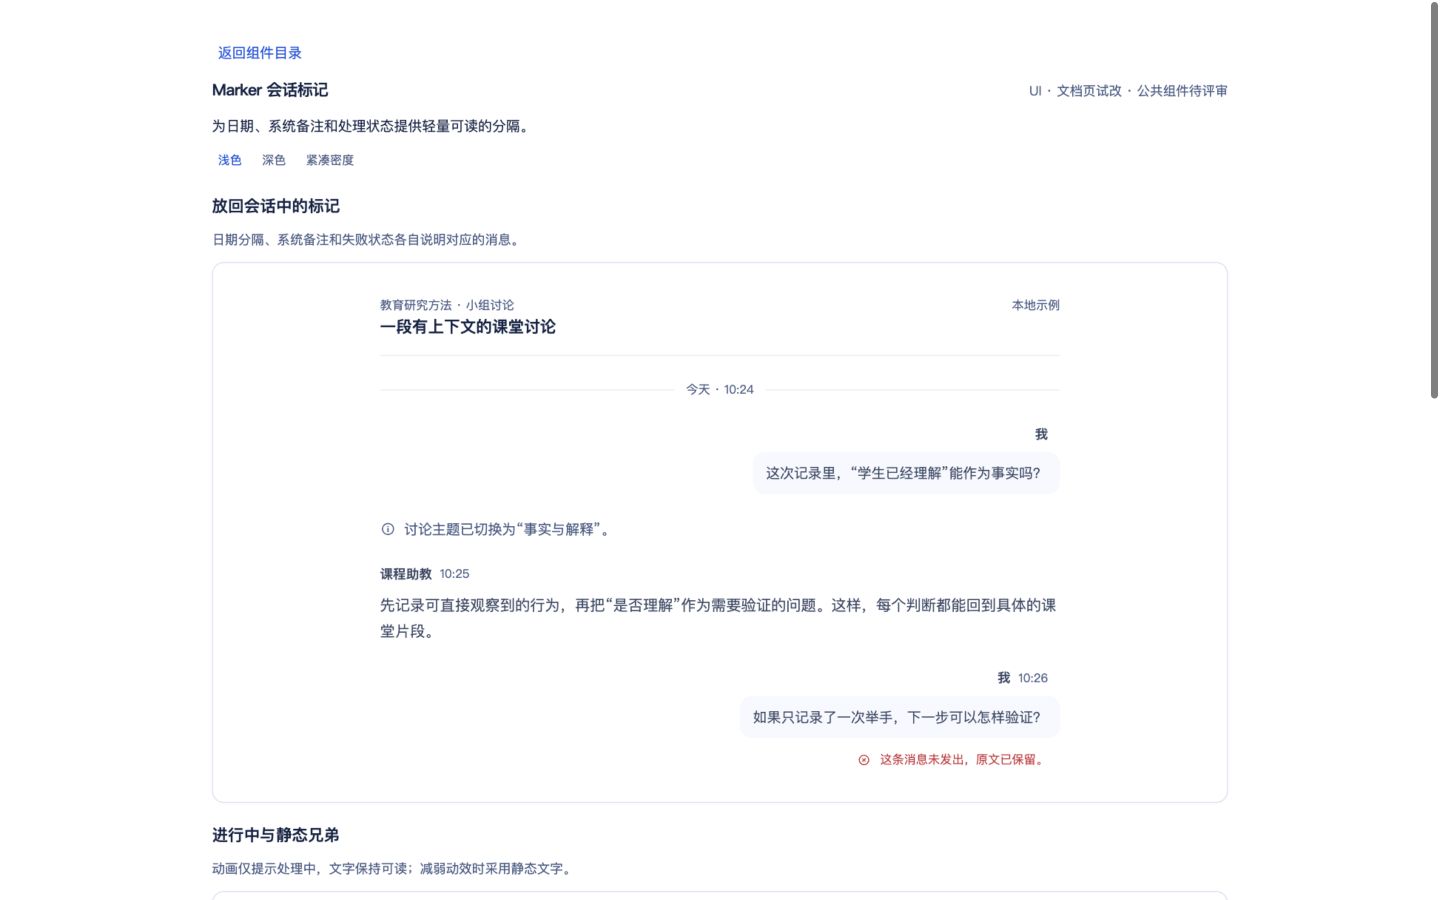 返回组件目录
Marker 会话标记
UI · 文档页试改 · 公共组件待评审
为日期、系统备注和处理状态提供轻量可读的分隔。
浅色 深色 紧凑密度
放回会话中的标记
日期分隔、系统备注和失败状态各自说明对应的消息。
教育研究方法 · 小组讨论
本地示例
一段有上下文的课堂讨论
今天 · 10:24
我
这次记录里，“学生已经理解”能作为事实吗？
讨论主题已切换为“事实与解释”。
课程助教 10:25
先记录可直接观察到的行为，再把“是否理解”作为需要验证的问题。这样，每个判断都能回到具体的课
堂片段。
我 10:26
如果只记录了一次举手，下一步可以怎样验证？
这条消息未发出，原文已保留。
进行中与静态兄弟
动画仅提示处理中，文字保持可读；减弱动效时采用静态文字。